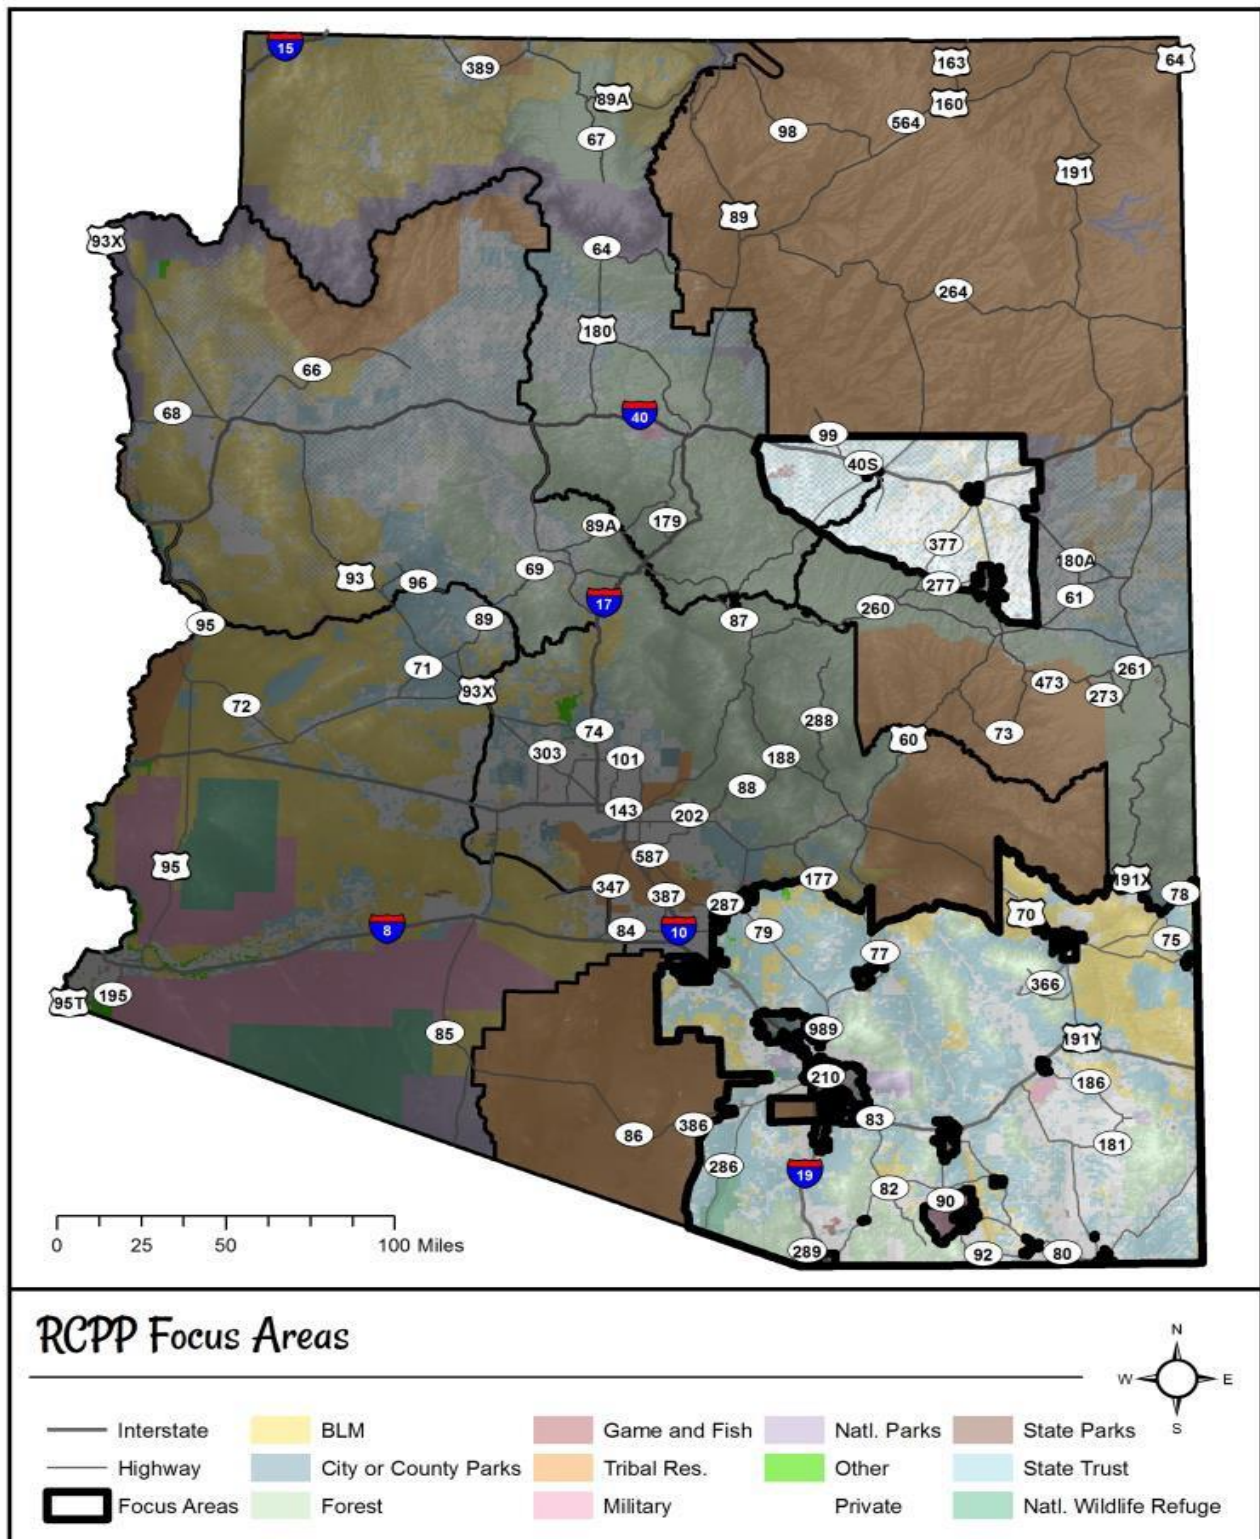 15
389
89A
67
163
160
64
98
564
191
89
93X
64
264
180
66
68
40
99
40S
89A
179
377
180A
277
61
93
96
69
17
260
95
89
87
71
93X
261
473
273
72
288
74
60
73
303
101
188
88
143
202
587
95
177
191X
347
387
287
78
70
8
84
10
79
75
77
366
95T
195
989
85
191Y
210
186
386
83
86
181
286
19
82
90
289
92
80
0 25 50 100 Miles
RCPP Focus Areas
N
W E
S
Interstate
Highway
Focus Areas
BLM
City or County Parks
Forest
Game and Fish
Tribal Res.
Military
Natl. Parks
Other
Private
State Parks
State Trust
Natl. Wildlife Refuge